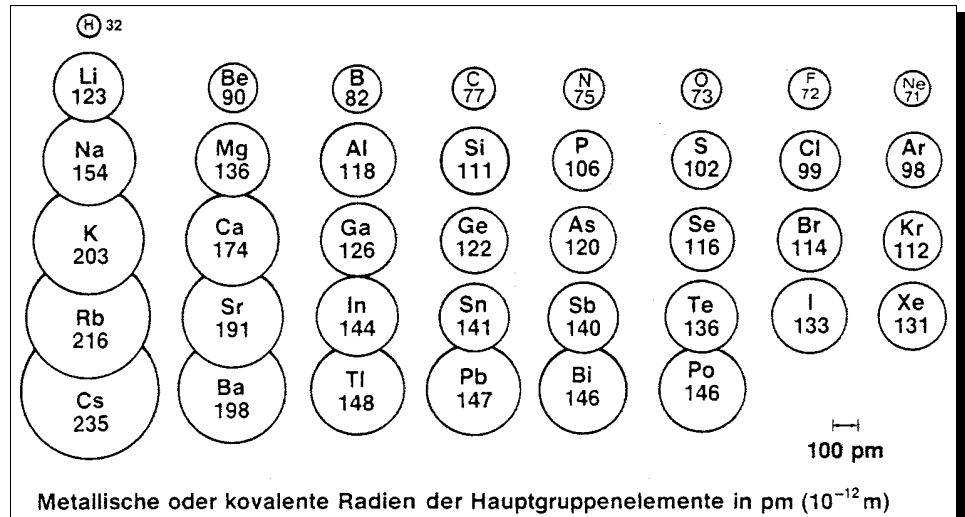 H 32
Li Be B C N O F Ne
123 90 82 77 75 73 72 71
Na Mg Al Si P S Cl Ar
154 136 118 111 106 102 99 98
K Ca Ga Ge As Se Br Kr
203 174 126 122 120 116 114 112
Rb Sr In Sn Sb Te I Xe
216 191 144 141 140 136 133 131
Cs Ba Tl Pb Bi Po
235 198 148 147 146 146
100 pm
Metallische oder kovalente Radien der Hauptgruppenelemente in pm (10⁻¹²m)